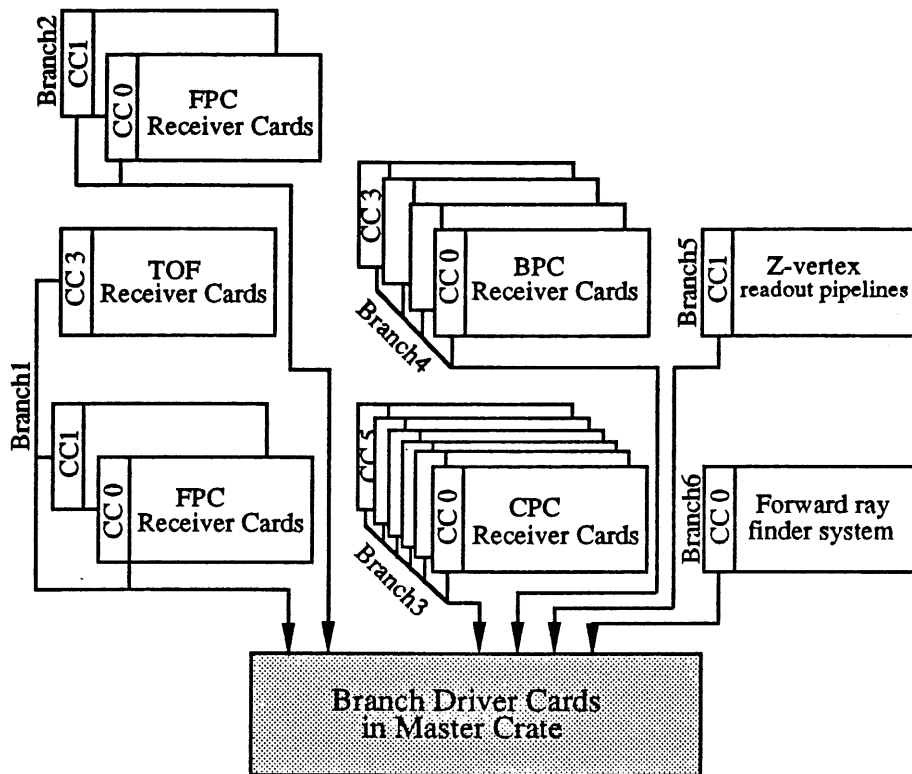 Branch2
CC1
CC 0
FPC
Receiver Cards
CC 3
TOF
Receiver Cards
Branch1
CC1
CC 0
FPC
Receiver Cards
CC 3
CC 0
BPC
Receiver Cards
Branch4
CC 5
CC 0
CPC
Receiver Cards
Branch3
Branch5
CC1
Z-vertex
readout pipelines
Branch6
CC 0
Forward ray
finder system
Branch Driver Cards
in Master Crate